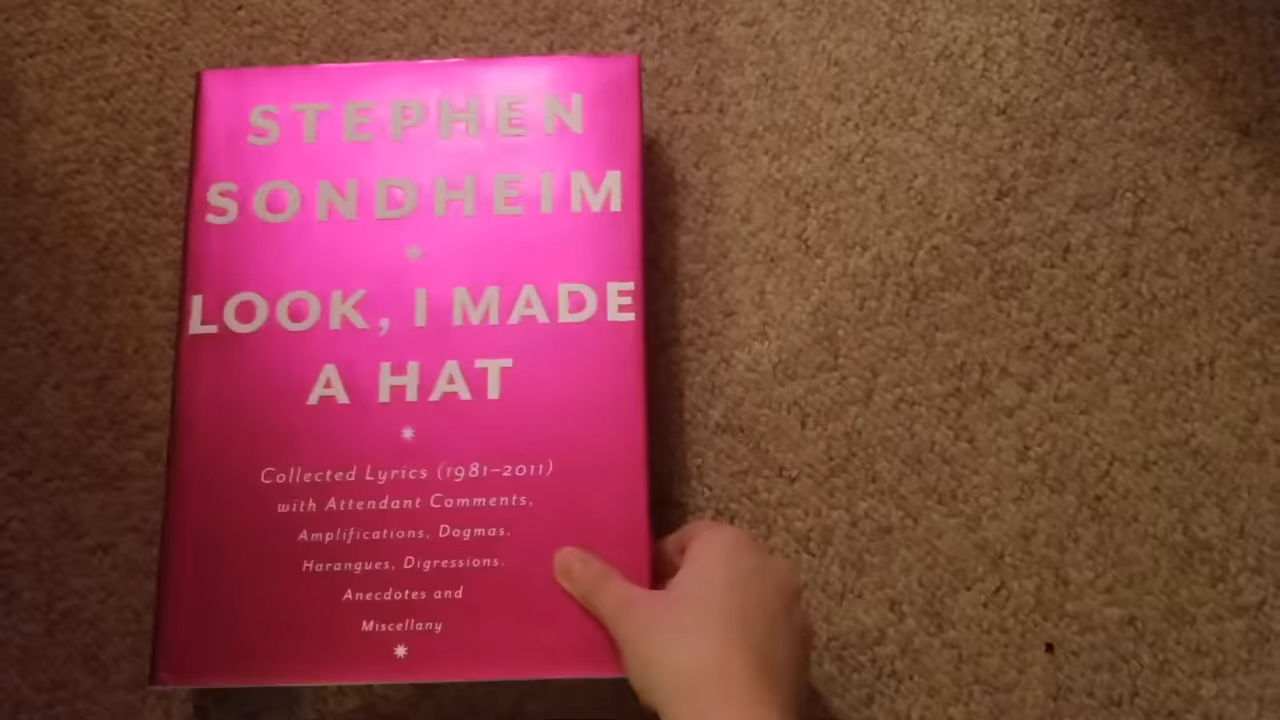 STEPHEN
SONDHEIM
LOOK, I MADE
A HAT
Collected Lyrics (1981–2011)
with Attendant Comments,
Amplifications, Dogmas,
Harangues, Digressions,
Anecdotes and
Miscellany